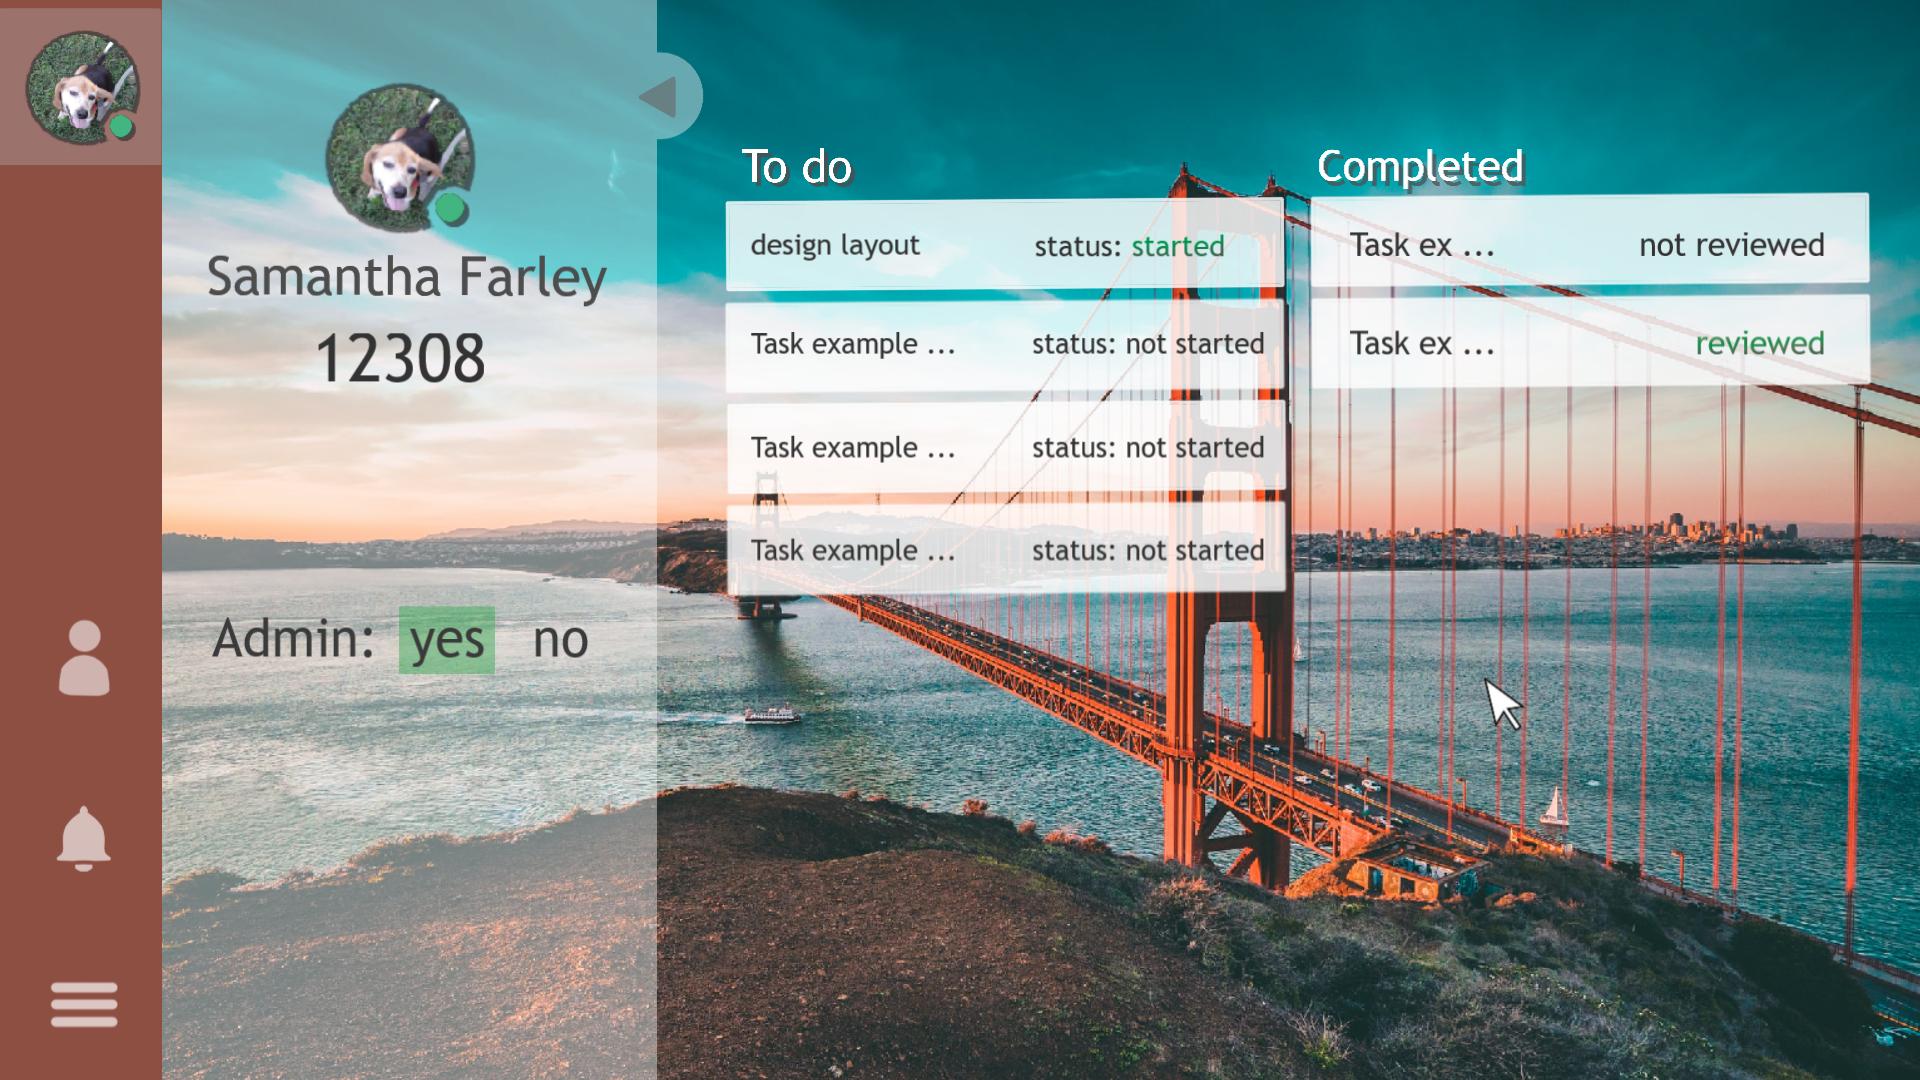 Samantha Farley
12308
Admin: yes no
To do
design layout status: started
Task example ... status: not started
Task example ... status: not started
Task example ... status: not started
Completed
Task ex ... not reviewed
Task ex ... reviewed